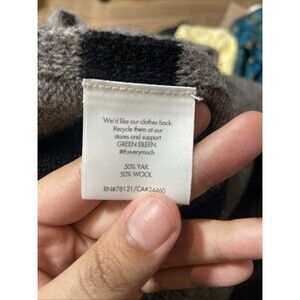 We'd like our clothes back.
Recycle them at our
stores and support
GREEN EILEEN.
#thxverymuch
50% YAK
50% WOOL
RN#78121/CA#34460